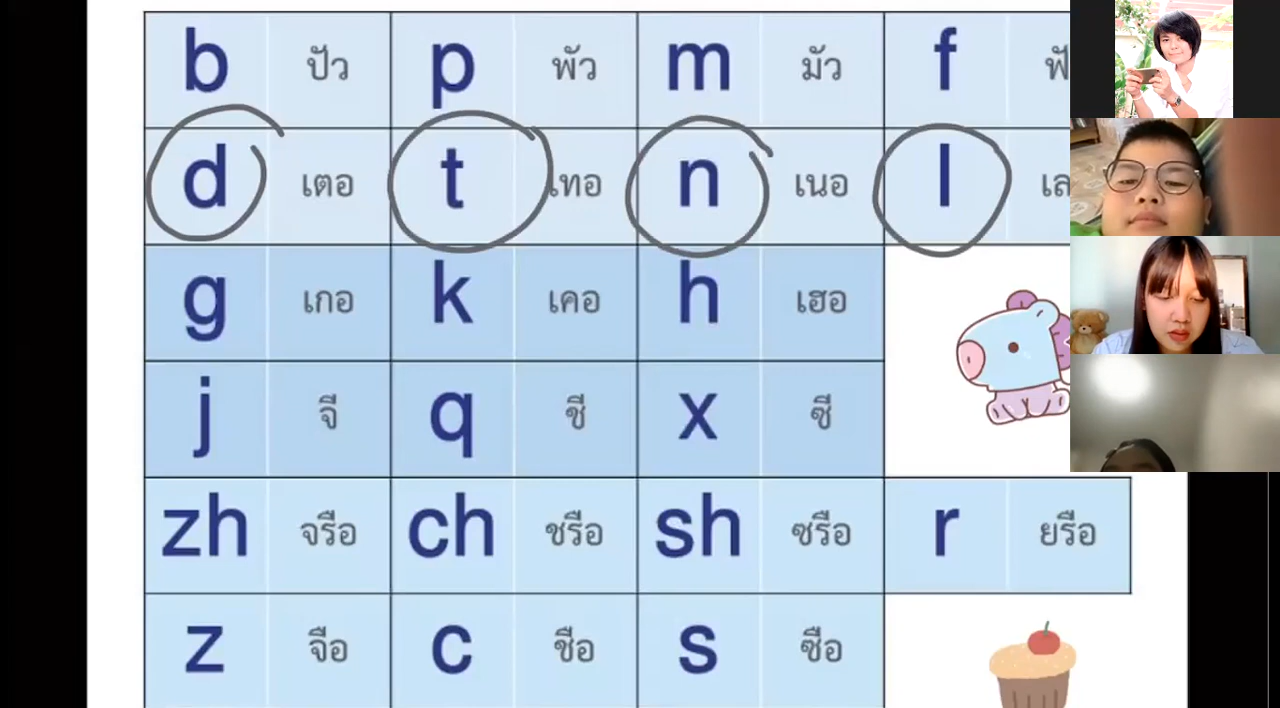 b ปัว p พัว m มัว f
d เตอ t เทอ n เนอ l
g เกอ k เคอ h เฮอ
j จี q ชี x ซี
zh จรือ ch ชรือ sh ซรือ r ยรือ
z จือ c ชือ s ซือ